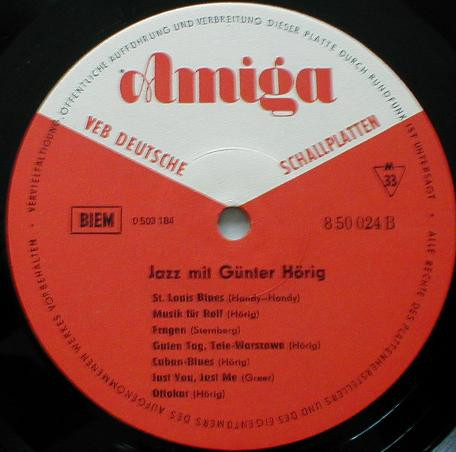 VERVIELFÄLTIGUNG, ÖFFENTLICHE AUFFÜHRUNG UND VERBREITUNG DIESER PLATTE DURCH RUNDFUNK IST UNTERSAGT • ALLE RECHTE DES PLATTENHERSTELLERS UND DES EIGENTÜMERS DES AUFGENOMMENEN WERKES VORBEHALTEN •
Amiga
VEB DEUTSCHE
SCHALLPLATTEN
M
33
BIEM
0 503 184
8 50 024 B
Jazz mit Günter Hörig
St. Louis Blues (Handy-Handy)
Musik für Rolf (Hörig)
Fragen (Sternberg)
Guten Tag, Tele-Warszawa (Hörig)
Cuban-Blues (Hörig)
Just You, Just Me (Greer)
Ottokar (Hörig)